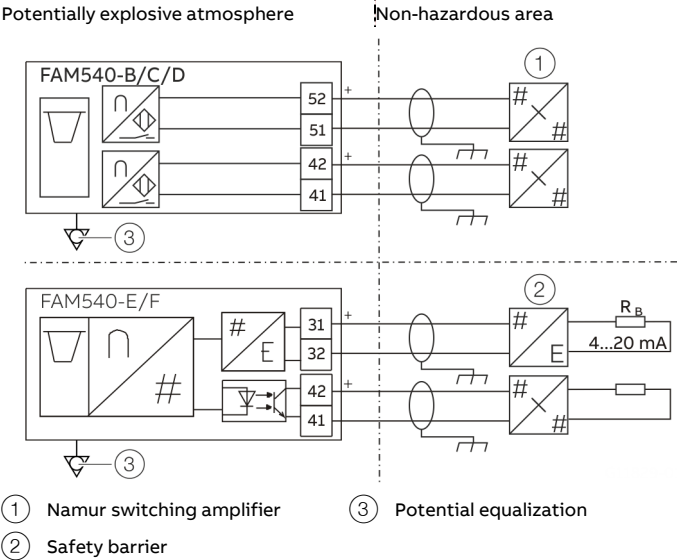 Potentially explosive atmosphere
Non-hazardous area
FAM540-B/C/D
1
52
+
#
#
51
42
+
#
#
41
3
FAM540-E/F
2
31
+
#
E
#
E
R B
4...20 mA
32
#
42
+
#
#
41
3
1 Namur switching amplifier
3 Potential equalization
2 Safety barrier